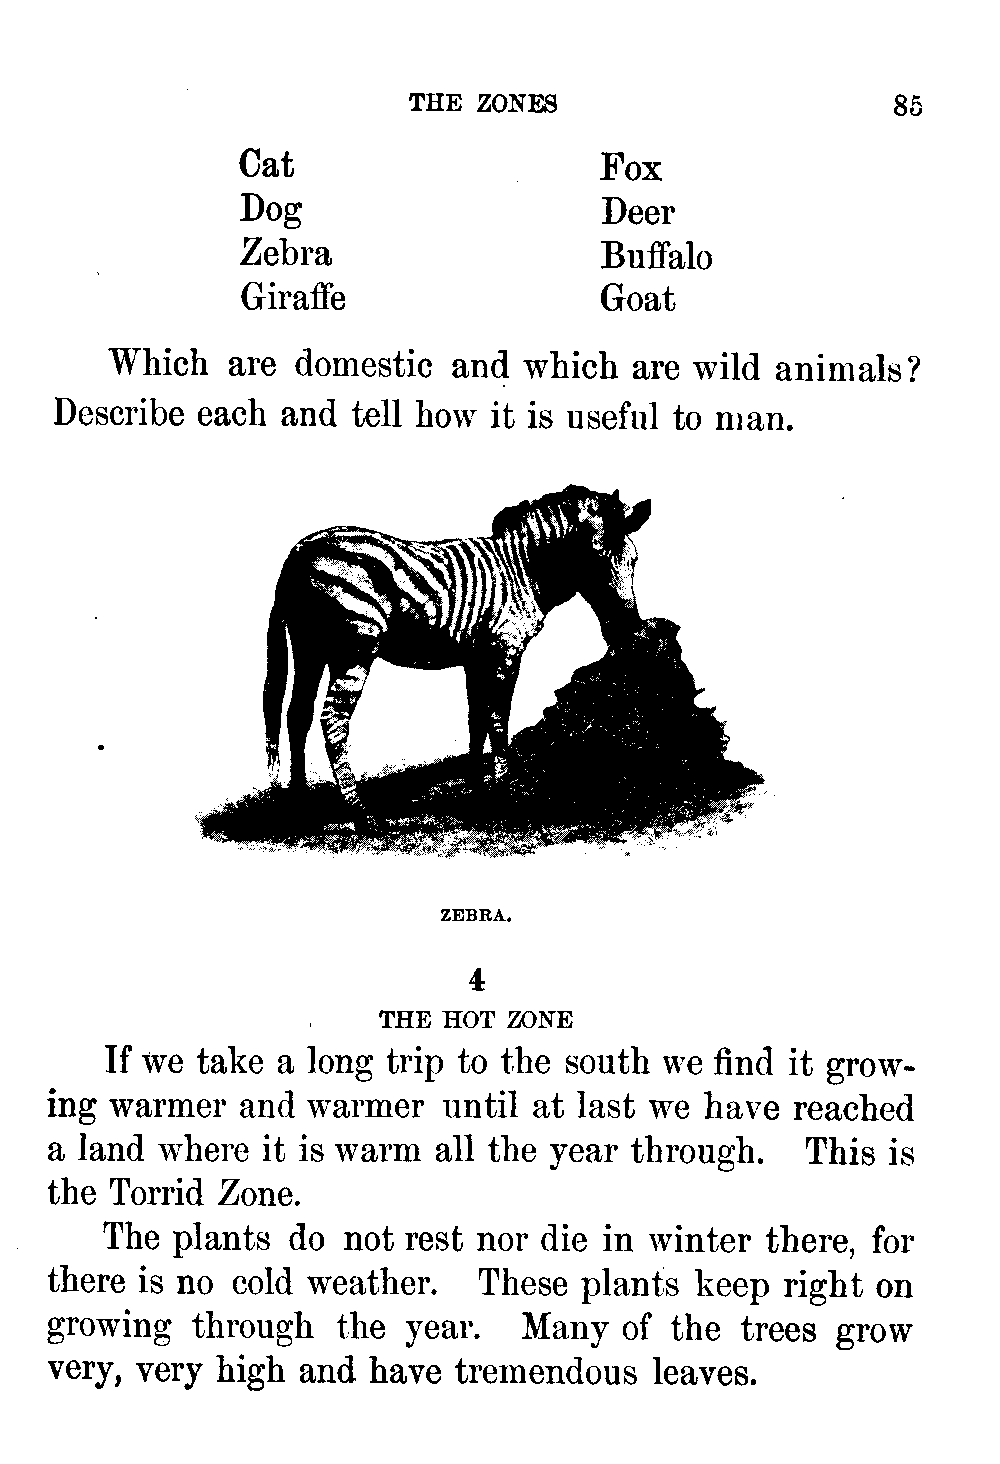 THE ZONES 85
Cat Fox
Dog Deer
Zebra Buffalo
Giraffe Goat
Which are domestic and which are wild animals?
Describe each and tell how it is useful to man.
ZEBRA.
4
THE HOT ZONE
If we take a long trip to the south we find it grow-
ing warmer and warmer until at last we have reached
a land where it is warm all the year through. This is
the Torrid Zone.
The plants do not rest nor die in winter there, for
there is no cold weather. These plants keep right on
growing through the year. Many of the trees grow
very, very high and have tremendous leaves.